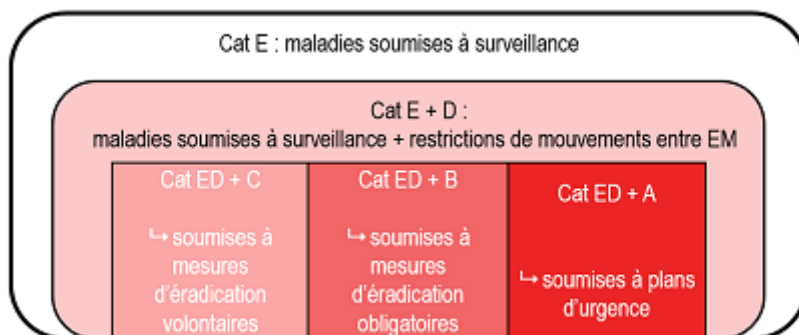 Cat E : maladies soumises à surveillance
Cat E + D :
maladies soumises à surveillance + restrictions de mouvements entre EM
Cat ED + C
↳ soumises à
mesures
d'éradication
volontaires
Cat ED + B
↳ soumises à
mesures
d'éradication
obligatoires
Cat ED + A
↳ soumises à plans
d'urgence